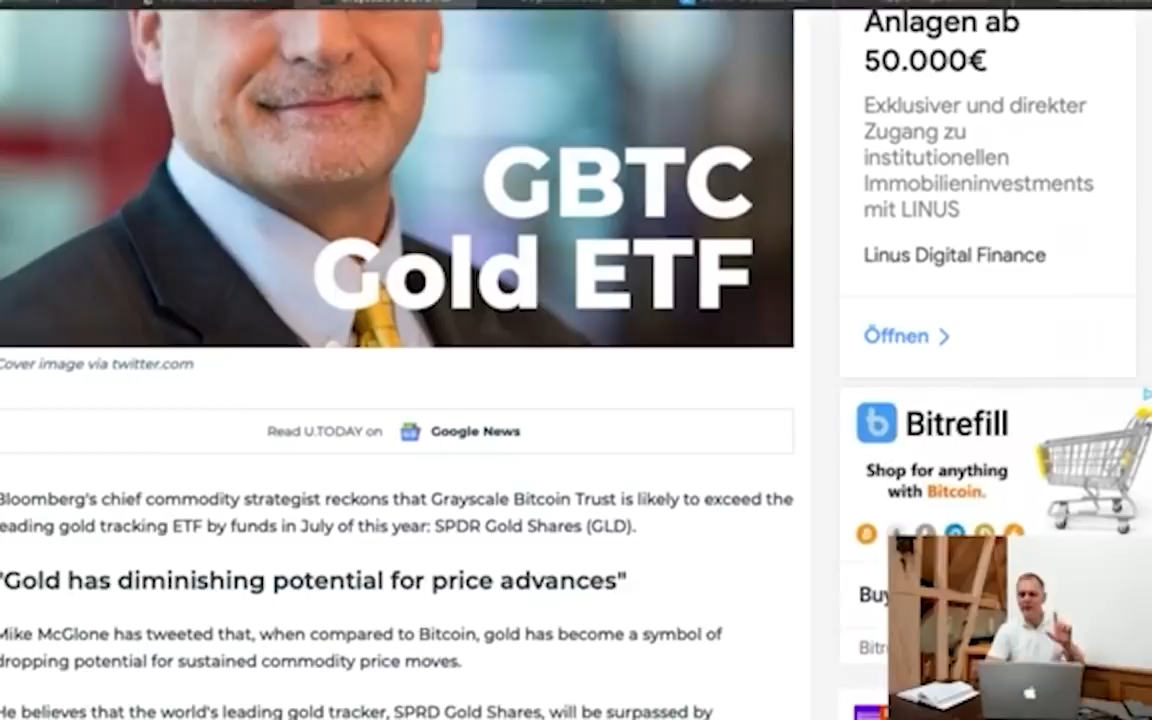 GBTC
Gold ETF
Cover image via twitter.com
Read U.TODAY on Google News
Bloomberg's chief commodity strategist reckons that Grayscale Bitcoin Trust is likely to exceed the
leading gold tracking ETF by funds in July of this year: SPDR Gold Shares (GLD).
"Gold has diminishing potential for price advances"
Mike McGlone has tweeted that, when compared to Bitcoin, gold has become a symbol of
dropping potential for sustained commodity price moves.
He believes that the world's leading gold tracker, SPRD Gold Shares, will be surpassed by
Anlagen ab
50.000€
Exklusiver und direkter
Zugang zu
institutionellen
Immobilieninvestments
mit LINUS
Linus Digital Finance
Öffnen
Bitrefill
Shop for anything
with Bitcoin.